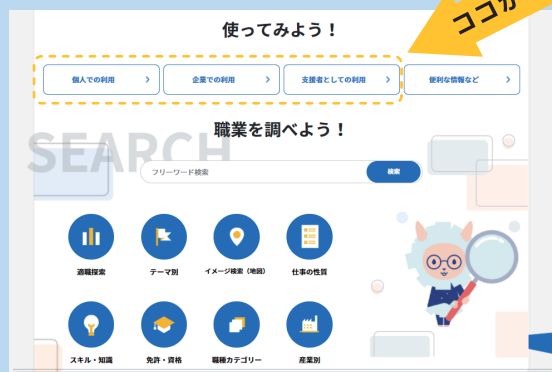 ココが
使ってみよう！
個人での利用
企業での利用
支援者としての利用
便利な情報など
職業を調べよう！
SEARCH
フリーワード検索
検索
適職探索
テーマ別
イメージ検索（地図）
仕事の性質
スキル・知識
免許・資格
職種カテゴリー
産業別